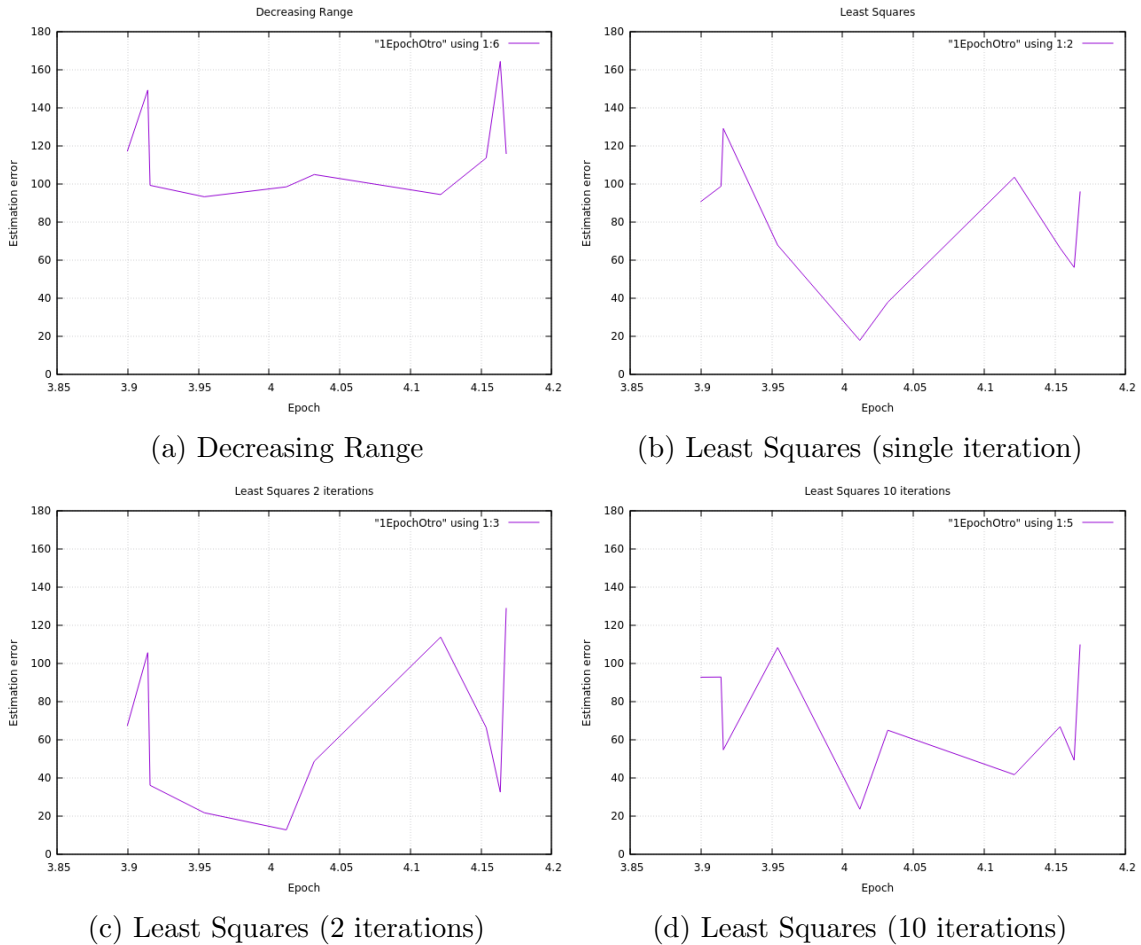 Decreasing Range
"1EpochOtro" using 1:6
180
160
140
120
100
80
60
40
20
0
Estimation error
3.85 3.9 3.95 4 4.05 4.1 4.15 4.2
Epoch
(a) Decreasing Range
Least Squares
"1EpochOtro" using 1:2
180
160
140
120
100
80
60
40
20
0
Estimation error
3.85 3.9 3.95 4 4.05 4.1 4.15 4.2
Epoch
(b) Least Squares (single iteration)
Least Squares 2 iterations
"1EpochOtro" using 1:3
180
160
140
120
100
80
60
40
20
0
Estimation error
3.85 3.9 3.95 4 4.05 4.1 4.15 4.2
Epoch
(c) Least Squares (2 iterations)
Least Squares 10 iterations
"1EpochOtro" using 1:5
180
160
140
120
100
80
60
40
20
0
Estimation error
3.85 3.9 3.95 4 4.05 4.1 4.15 4.2
Epoch
(d) Least Squares (10 iterations)